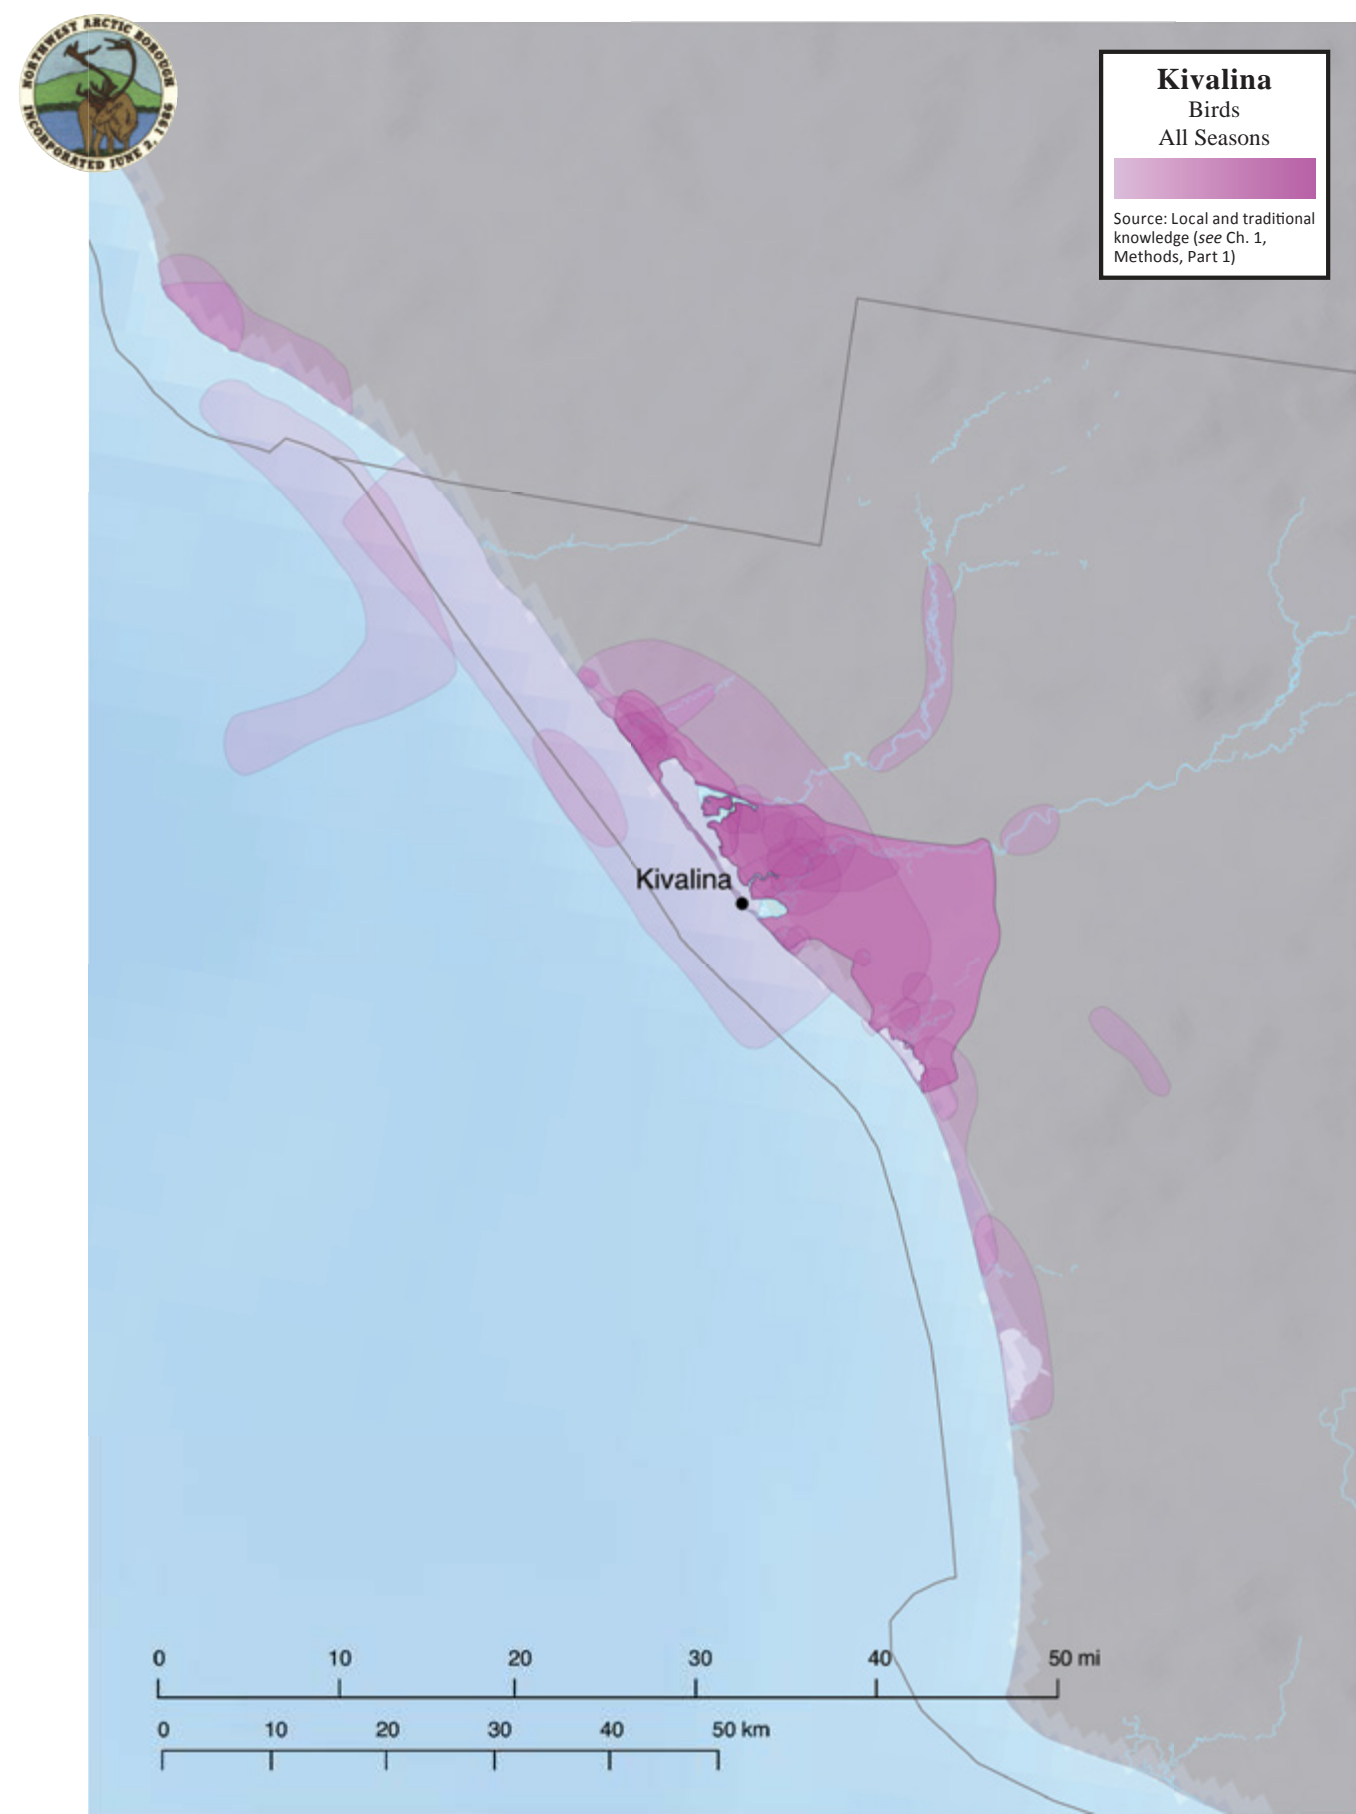 NORTHWEST ARCTIC BOROUGH
INCORPORATED JUNE 2, 1986
Kivalina
Birds
All Seasons
Source: Local and traditional
knowledge (see Ch. 1,
Methods, Part 1)
Kivalina
0 10 20 30 40 50 mi
0 10 20 30 40 50 km